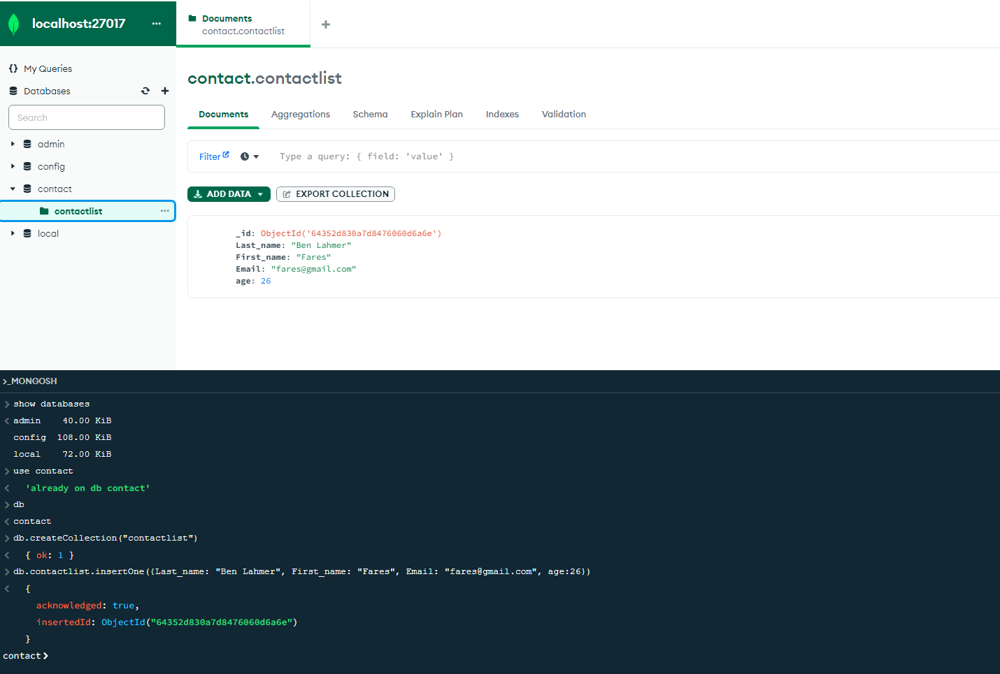 localhost:27017 ...
Documents
contact.contactlist
{} My Queries
Databases
Search
admin
config
contact
contactlist ...
local
contact.contactlist
Documents Aggregations Schema Explain Plan Indexes Validation
Filter Type a query: { field: 'value' }
ADD DATA EXPORT COLLECTION
_id: ObjectId('64352d830a7d8476060d6a6e')
Last_name: "Ben Lahmer"
First_name: "Fares"
Email: "fares@gmail.com"
age: 26
>_MONGOSH
> show databases
< admin 40.00 KiB
config 108.00 KiB
local 72.00 KiB
> use contact
< 'already on db contact'
> db
< contact
> db.createCollection("contactlist")
< { ok: 1 }
> db.contactlist.insertOne({Last_name: "Ben Lahmer", First_name: "Fares", Email: "fares@gmail.com", age:26})
< {
acknowledged: true,
insertedId: ObjectId("64352d830a7d8476060d6a6e")
}
contact>